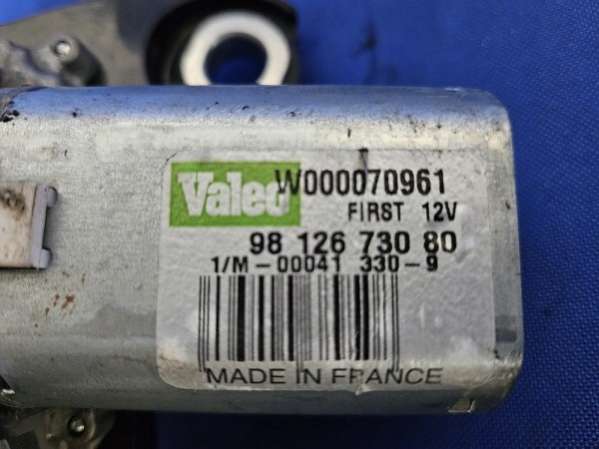 Valeo W000070961
FIRST 12V
98 126 730 80
1/M-00041 330-9
MADE IN FRANCE